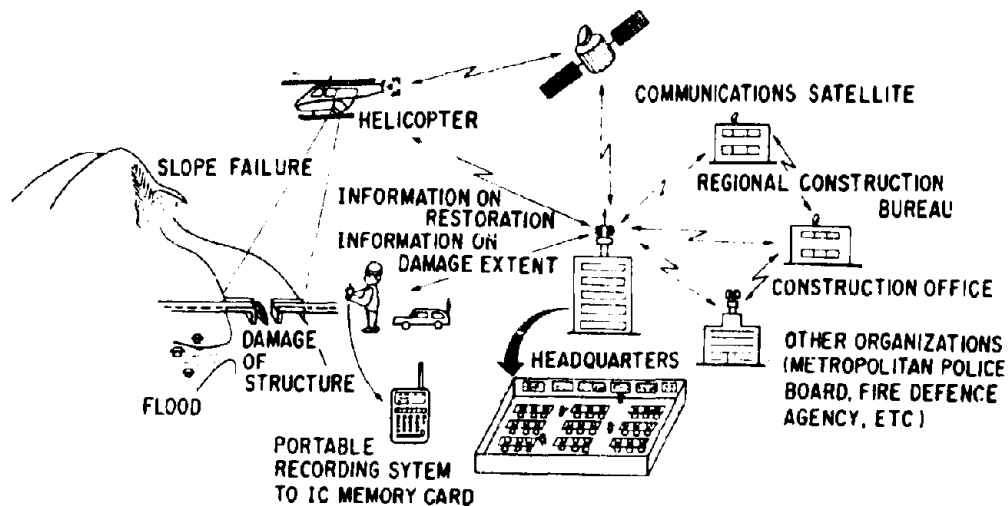 COMMUNICATIONS SATELLITE
HELICOPTER
SLOPE FAILURE
REGIONAL CONSTRUCTION
BUREAU
INFORMATION ON
RESTORATION
INFORMATION ON
DAMAGE EXTENT
CONSTRUCTION OFFICE
DAMAGE
OF
STRUCTURE
FLOOD
HEADQUARTERS
OTHER ORGANIZATIONS
(METROPOLITAN POLICE
BOARD, FIRE DEFENCE
AGENCY, ETC)
PORTABLE
RECORDING SYTEM
TO IC MEMORY CARD